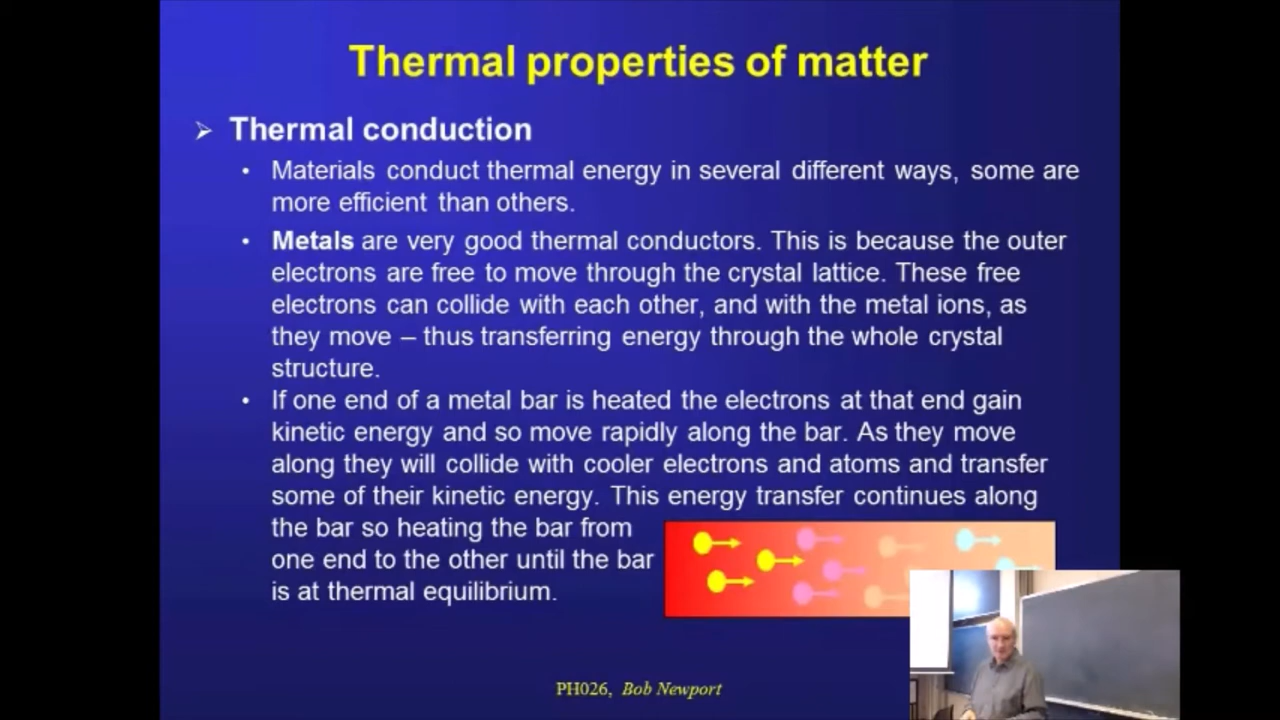 Thermal properties of matter
➢ Thermal conduction
• Materials conduct thermal energy in several different ways, some are
more efficient than others.
• Metals are very good thermal conductors. This is because the outer
electrons are free to move through the crystal lattice. These free
electrons can collide with each other, and with the metal ions, as
they move – thus transferring energy through the whole crystal
structure.
• If one end of a metal bar is heated the electrons at that end gain
kinetic energy and so move rapidly along the bar. As they move
along they will collide with cooler electrons and atoms and transfer
some of their kinetic energy. This energy transfer continues along
the bar so heating the bar from
one end to the other until the bar
is at thermal equilibrium.
PH026, Bob Newport